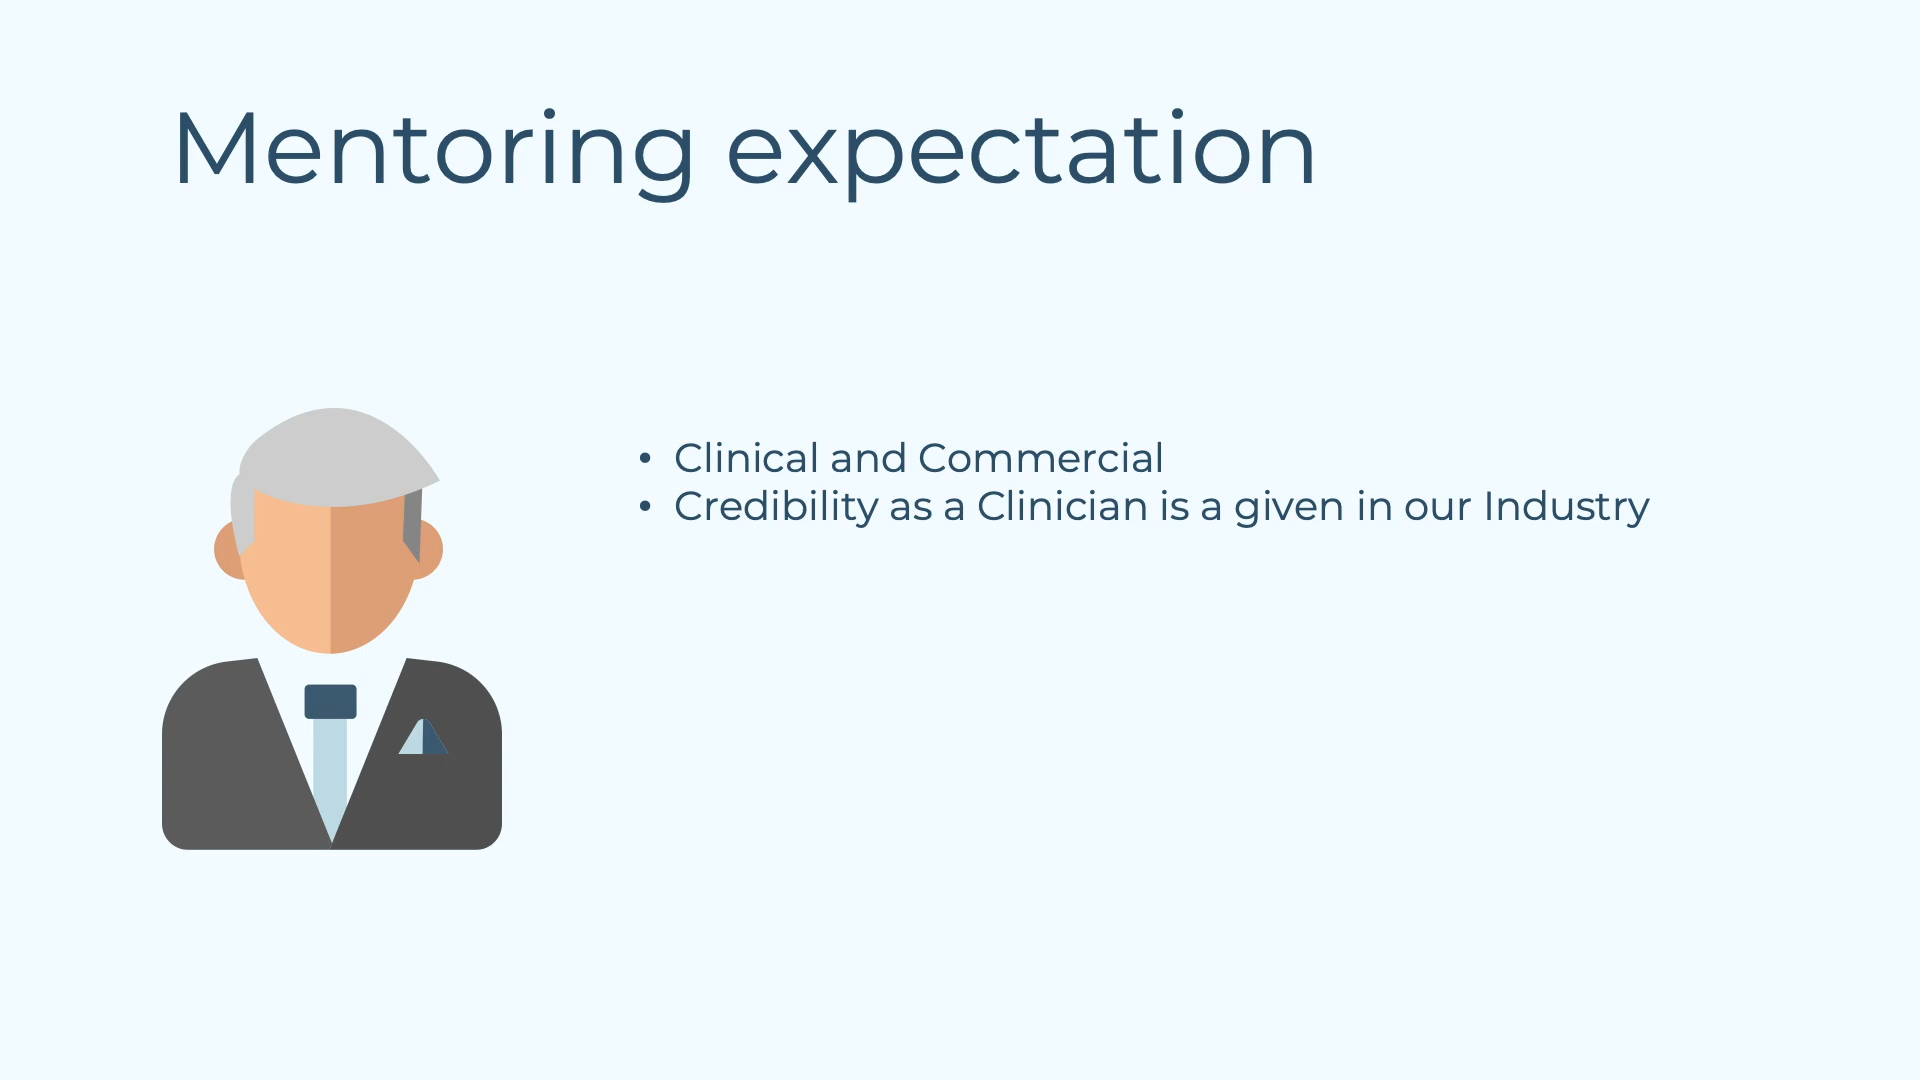 Mentoring expectation
• Clinical and Commercial
• Credibility as a Clinician is a given in our Industry